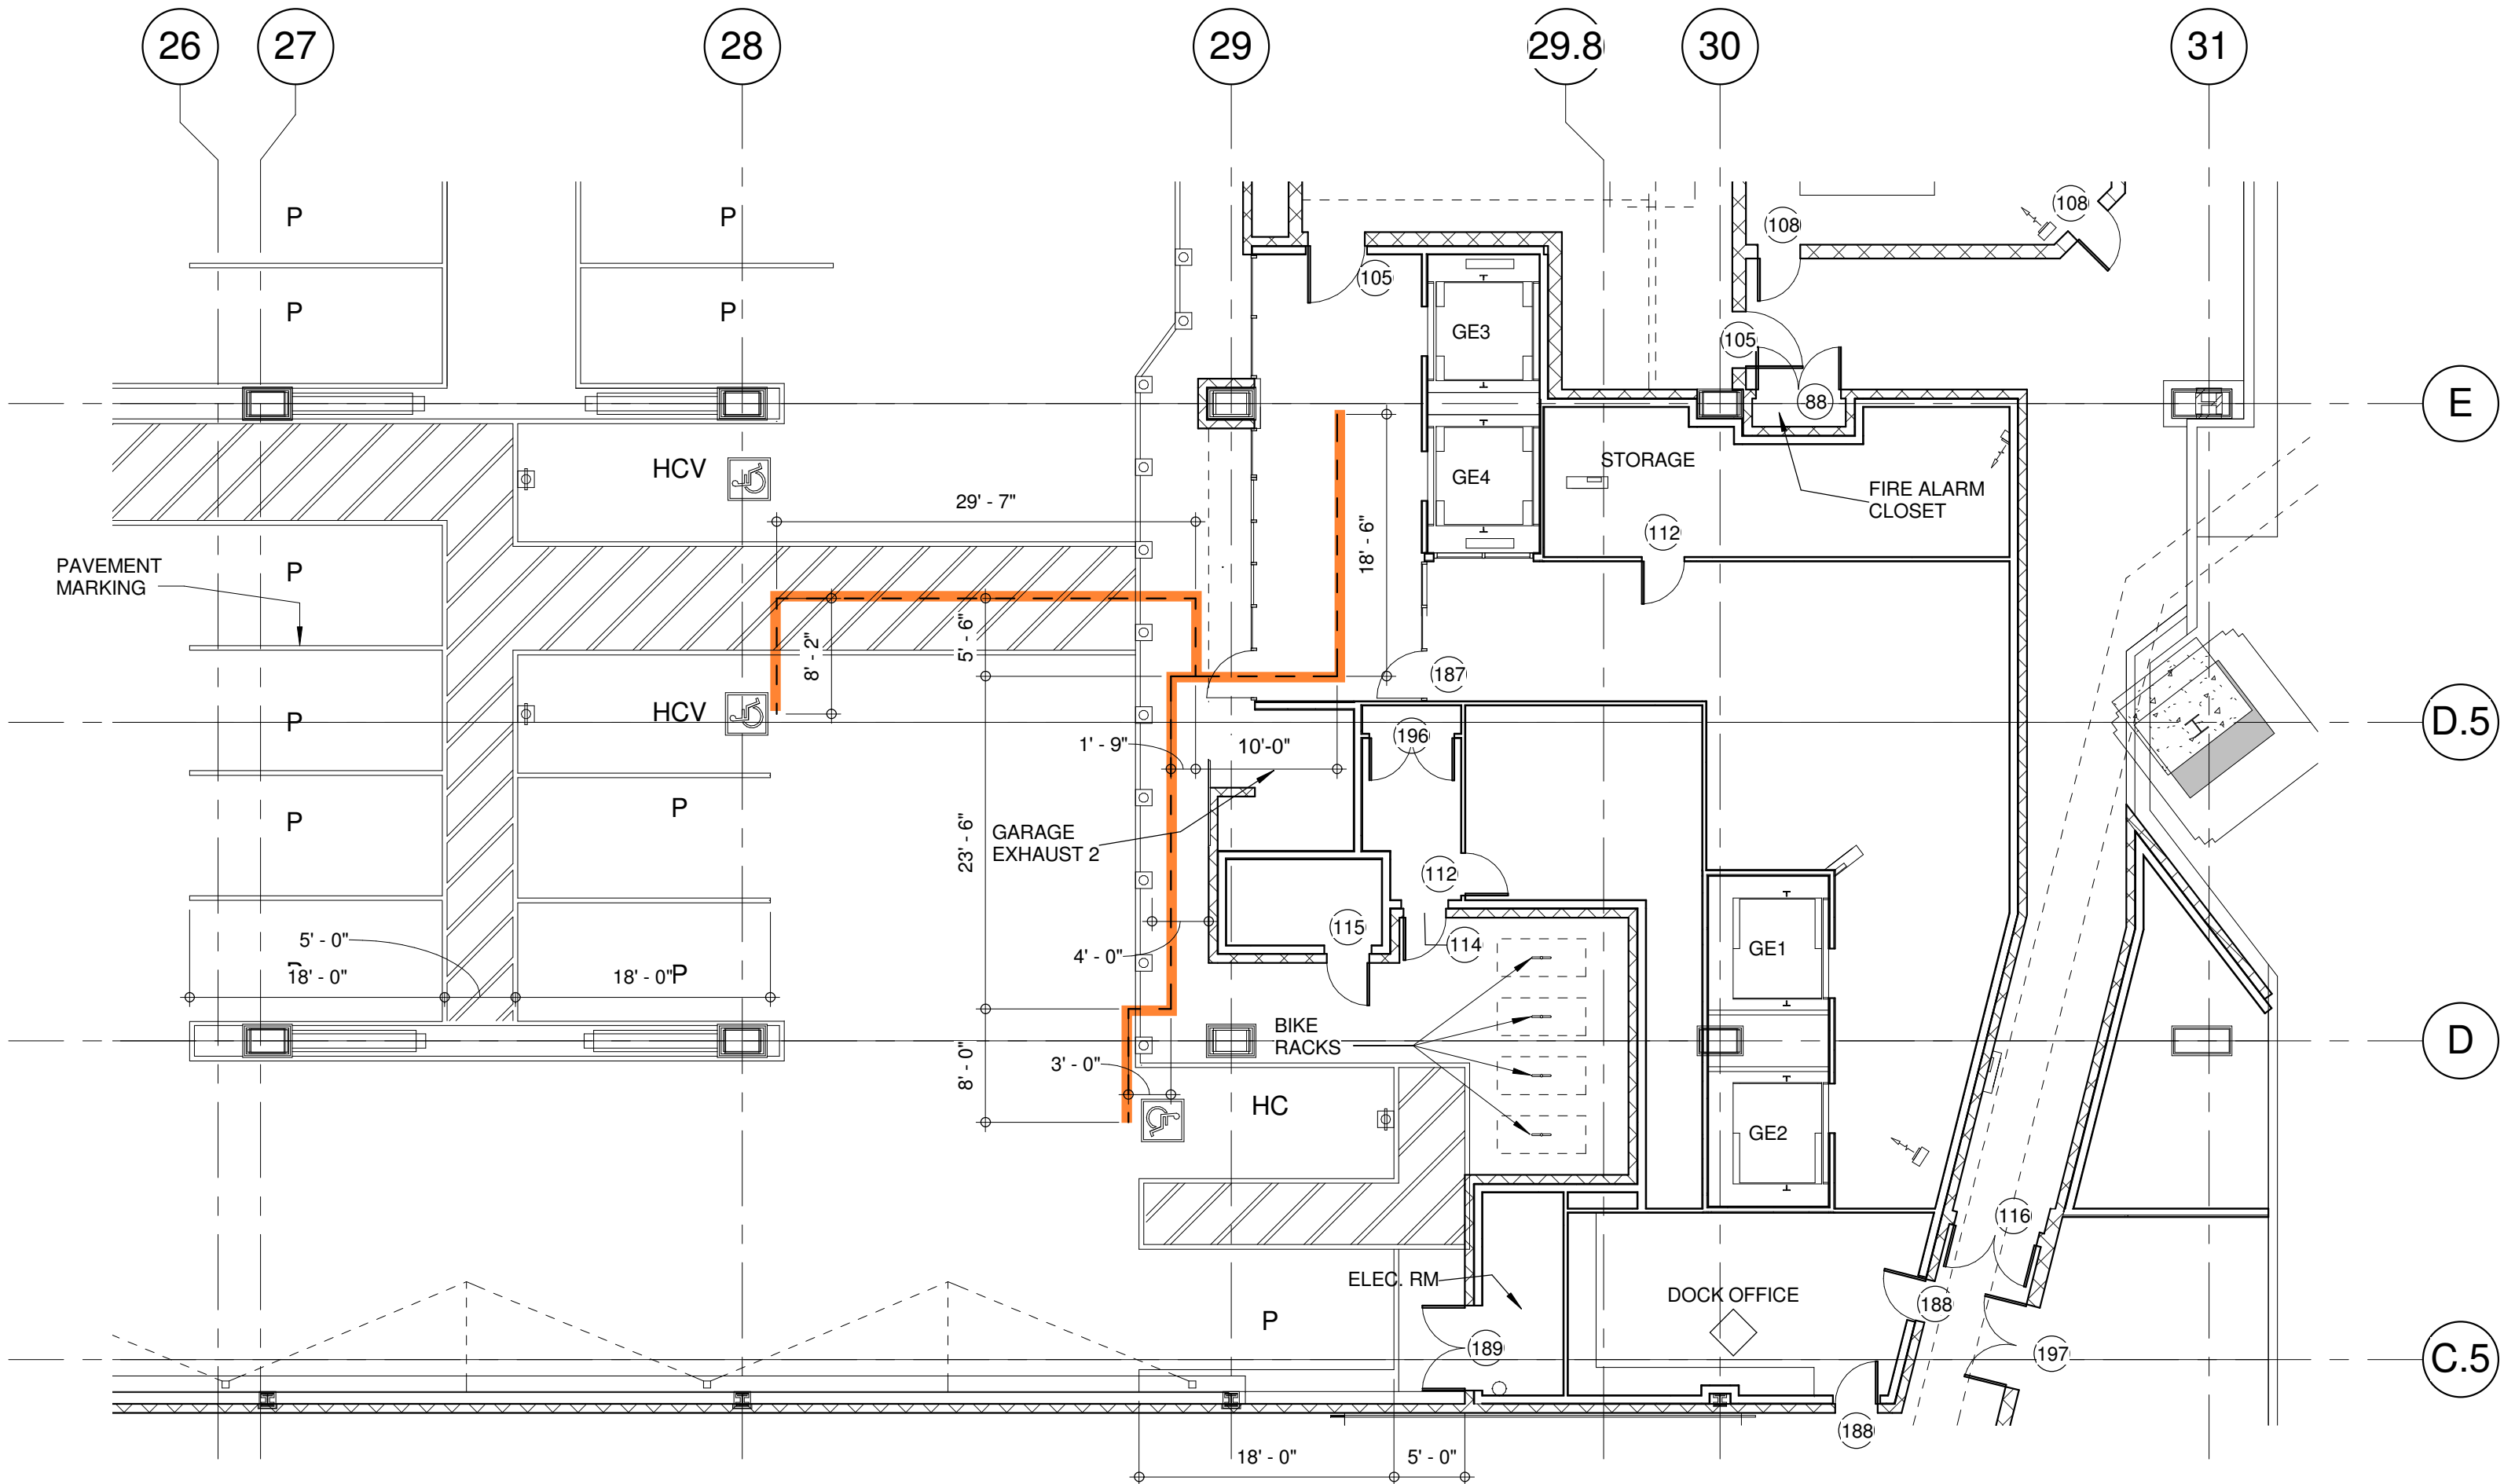 26
27
28
29
29.8
30
31
P
P
108
108
105
P
P
GE3
105
88
E
HCV
GE4
STORAGE
FIRE ALARM
CLOSET
29' - 7"
18' - 6"
112
PAVEMENT
MARKING
P
8' - 2"
5' - 6"
187
P
HCV
D.5
196
1' - 9"
10'-0"
P
P
GARAGE
EXHAUST 2
23' - 6"
112
115
114
5' - 0"
4' - 0"
GE1
18' - 0"
18' - 0"
P
BIKE
RACKS
D
8' - 0"
3' - 0"
HC
GE2
116
ELEC. RM
DOCK OFFICE
188
P
189
197
C.5
188
18' - 0"
5' - 0"